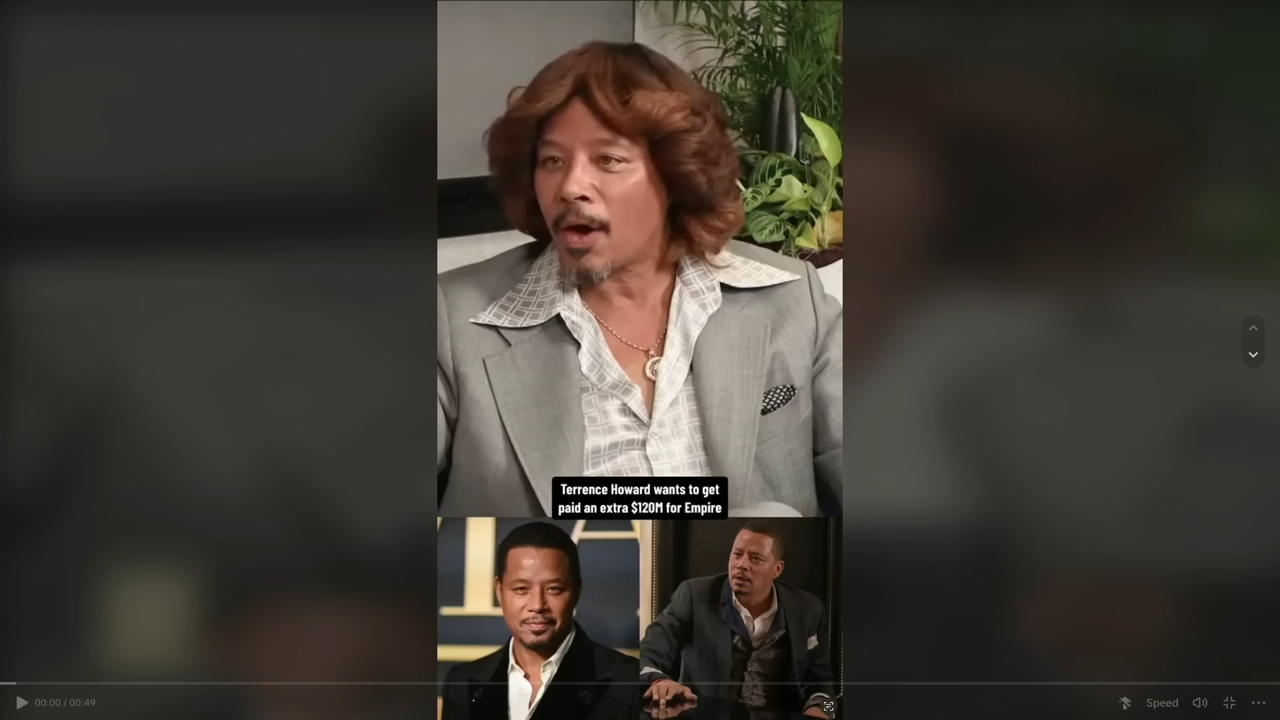 Terrence Howard wants to get
paid an extra $120M for Empire
00:00 / 00:49
Speed